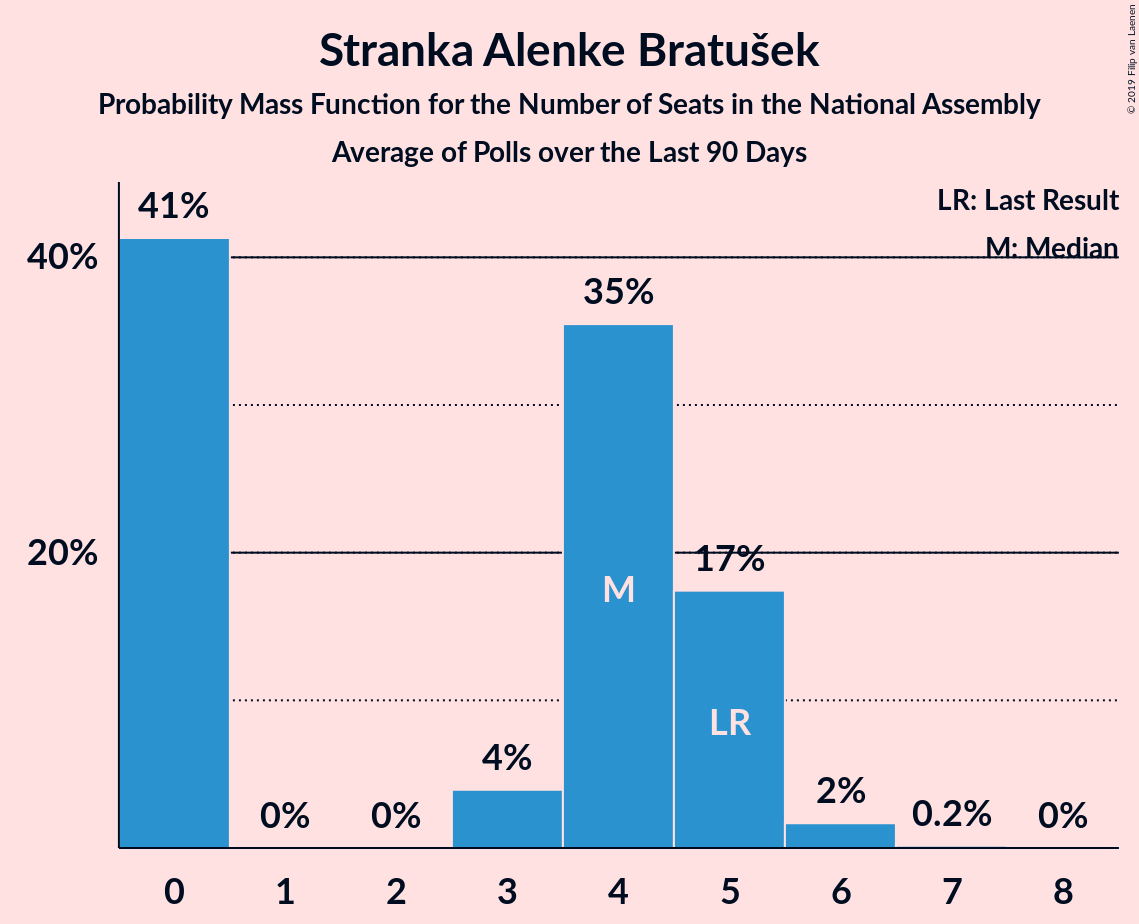 Stranka Alenke Bratušek
Probability Mass Function for the Number of Seats in the National Assembly
Average of Polls over the Last 90 Days
© 2019 Filip van Laenen
LR: Last Result
M: Median
41%
40%
35%
20%
17%
M
LR
4%
2%
0%
0%
0.2%
0%
0 1 2 3 4 5 6 7 8